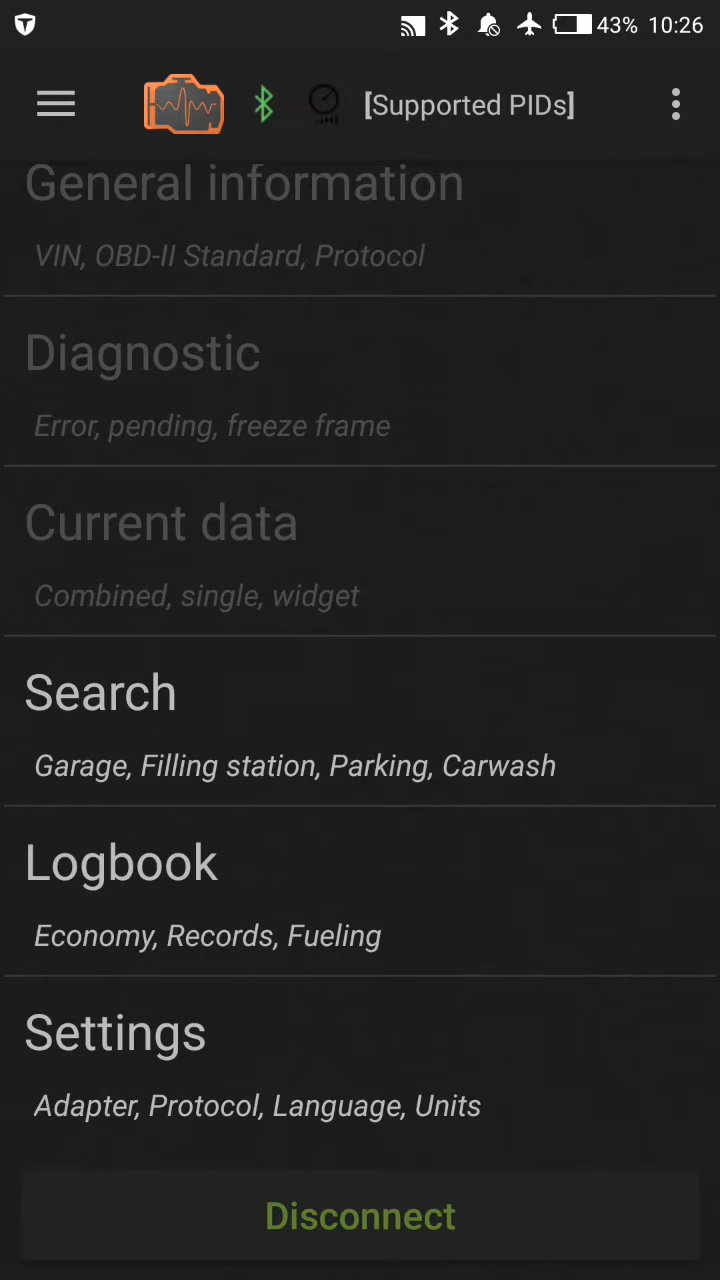 43% 10:26
[Supported PIDs]
General information
VIN, OBD-II Standard, Protocol
Diagnostic
Error, pending, freeze frame
Current data
Combined, single, widget
Search
Garage, Filling station, Parking, Carwash
Logbook
Economy, Records, Fueling
Settings
Adapter, Protocol, Language, Units
Disconnect